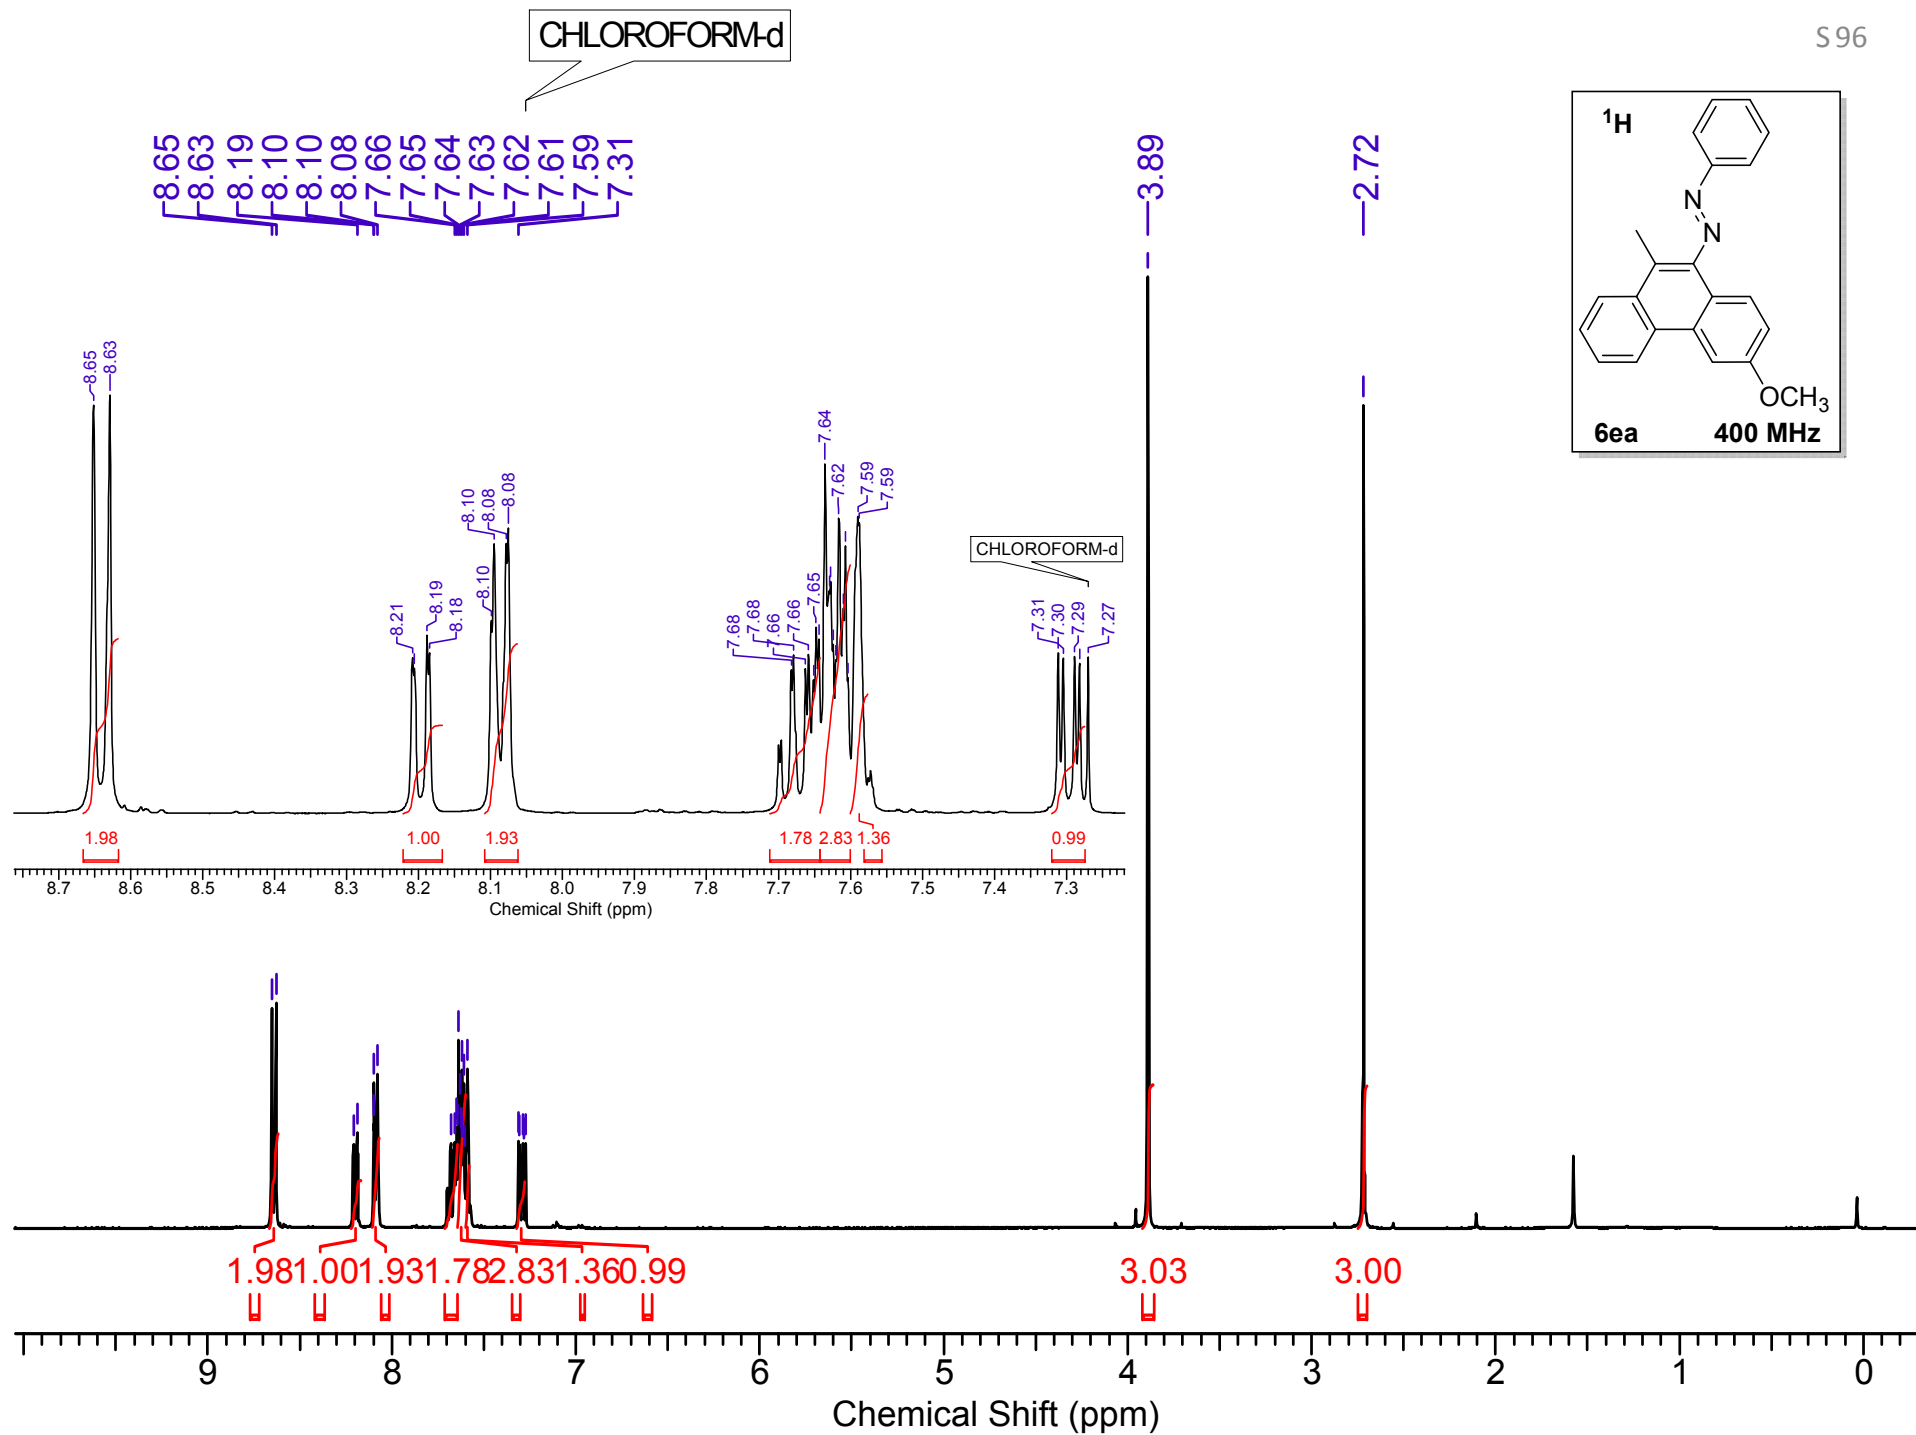 CHLOROFORM-d
S96
8.65
8.63
8.19
8.10
8.10
8.08
7.66
7.65
7.64
7.63
7.62
7.61
7.59
7.31
3.89
2.72
1H
N
N
OCH3
6ea 400 MHz
8.65
8.63
8.21
8.19
8.18
8.10
8.10
8.08
8.08
7.68
7.68
7.66
7.66
7.65
7.64
7.62
7.59
7.59
CHLOROFORM-d
7.31
7.30
7.29
7.27
1.98 1.00 1.93 1.78 2.83 1.36 0.99
8.7 8.6 8.5 8.4 8.3 8.2 8.1 8.0 7.9 7.8 7.7 7.6 7.5 7.4 7.3
Chemical Shift (ppm)
1.98 1.00 1.93 1.78 2.83 1.36 0.99 3.03 3.00
9 8 7 6 5 4 3 2 1 0
Chemical Shift (ppm)